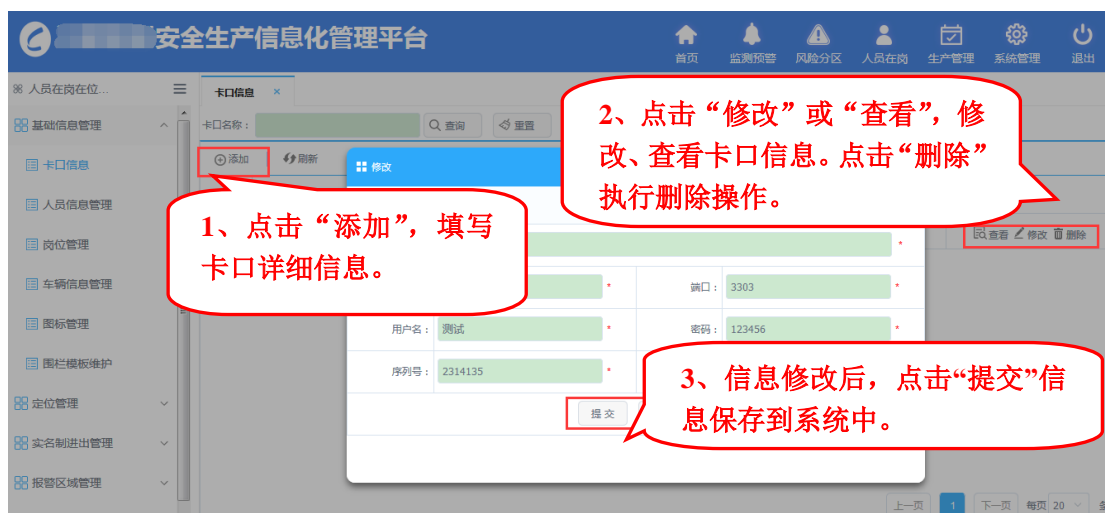 安全生产信息化管理平台
首页 监测预警 风险分区 人员在岗 生产管理 系统管理 退出
人员在岗在位...
卡口信息 ×
基础信息管理
卡口名称：
查询 重置
添加 刷新
卡口信息
人员信息管理
岗位管理
车辆信息管理
图标管理
围栏模板维护
定位管理
实名制进出管理
报警区域管理
修改
2、点击“修改”或“查看”，修
改、查看卡口信息。点击“删除”
执行删除操作。
1、点击“添加”，填写
卡口详细信息。
查看 修改 删除
*
* 端口： 3303 *
用户名： 测试 * 密码： 123456 *
序列号： 2314135 *
3、信息修改后，点击“提交”信
息保存到系统中。
提 交
上一页 1 下一页 每页 20